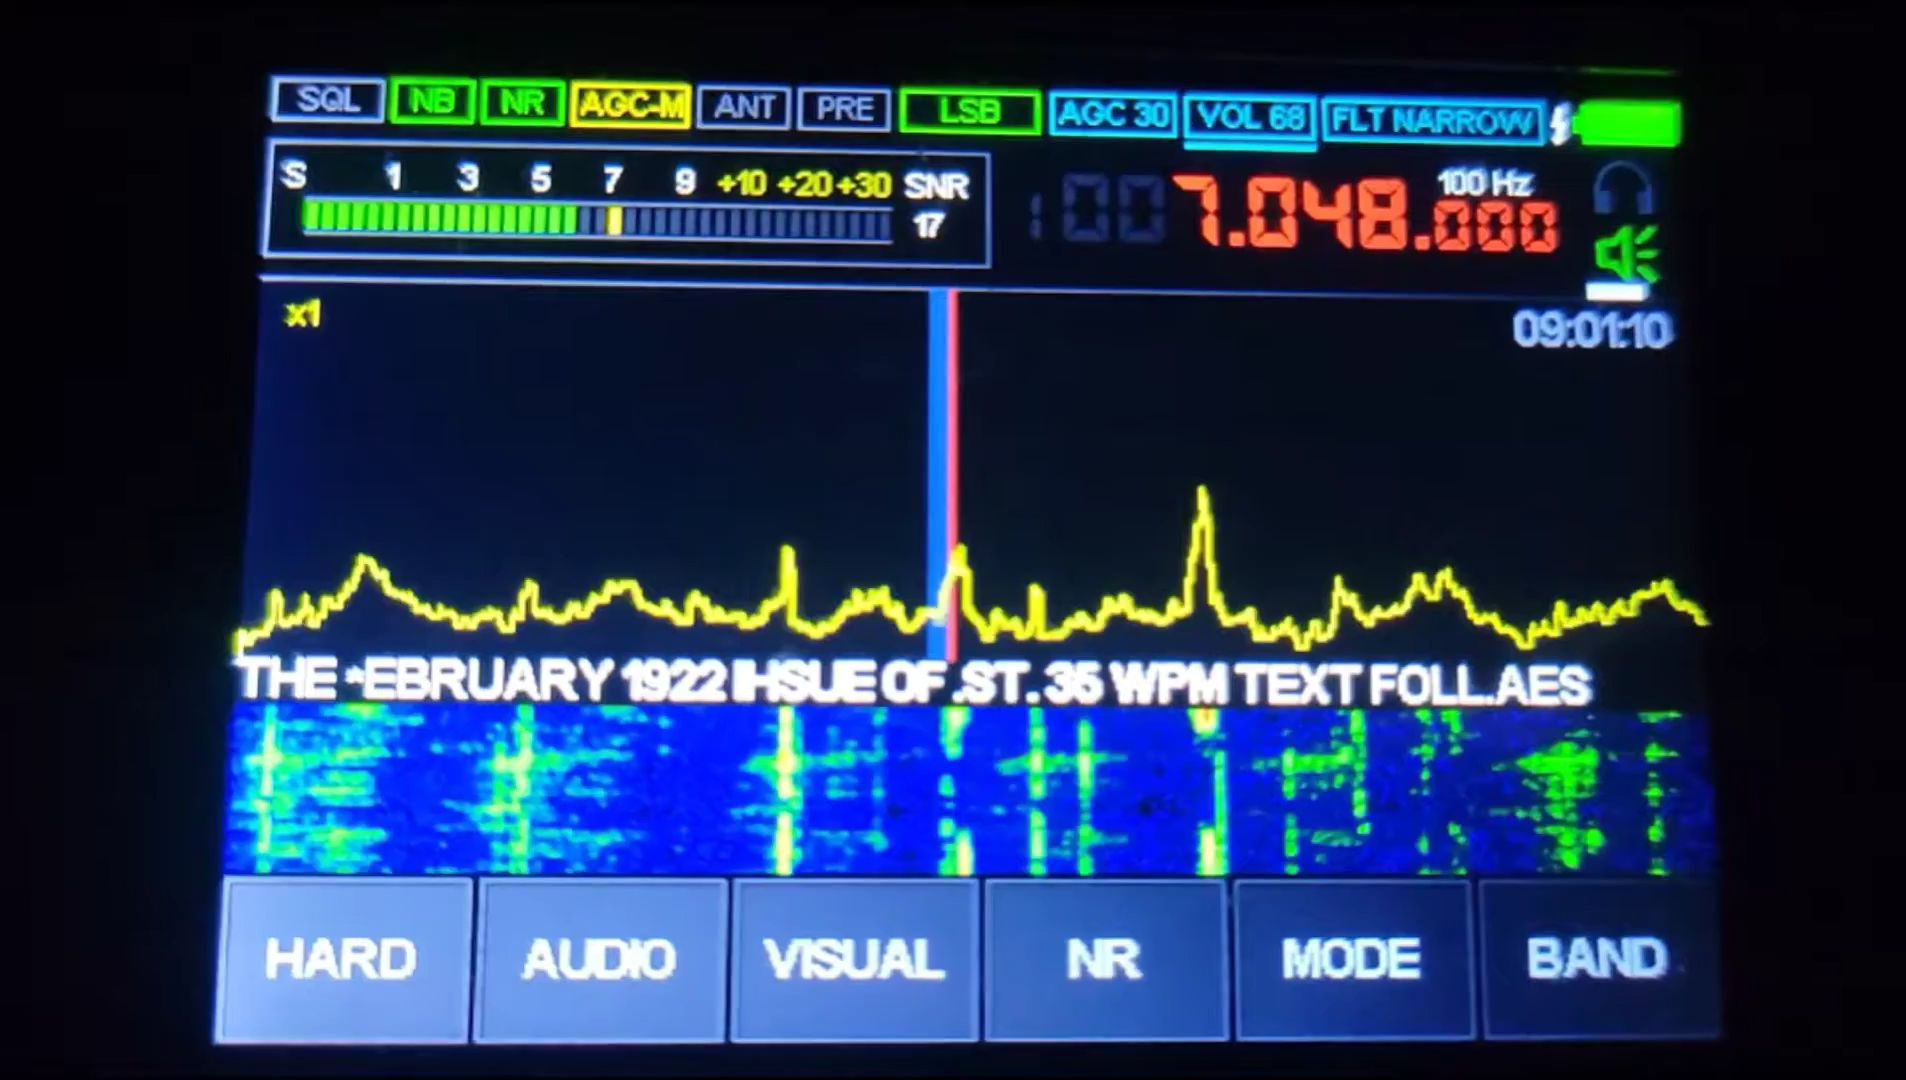 SQL NB NR AGC-M ANT PRE LSB AGC 30 VOL 68 FLT NARROW
S 1 3 5 7 9 +10 +20 +30 SNR
17
100 Hz
7.048.000
x1
09:01:10
THE *EBRUARY 1922 IHSUE OF .ST. 35 WPM TEXT FOLL.AES
HARD AUDIO VISUAL NR MODE BAND